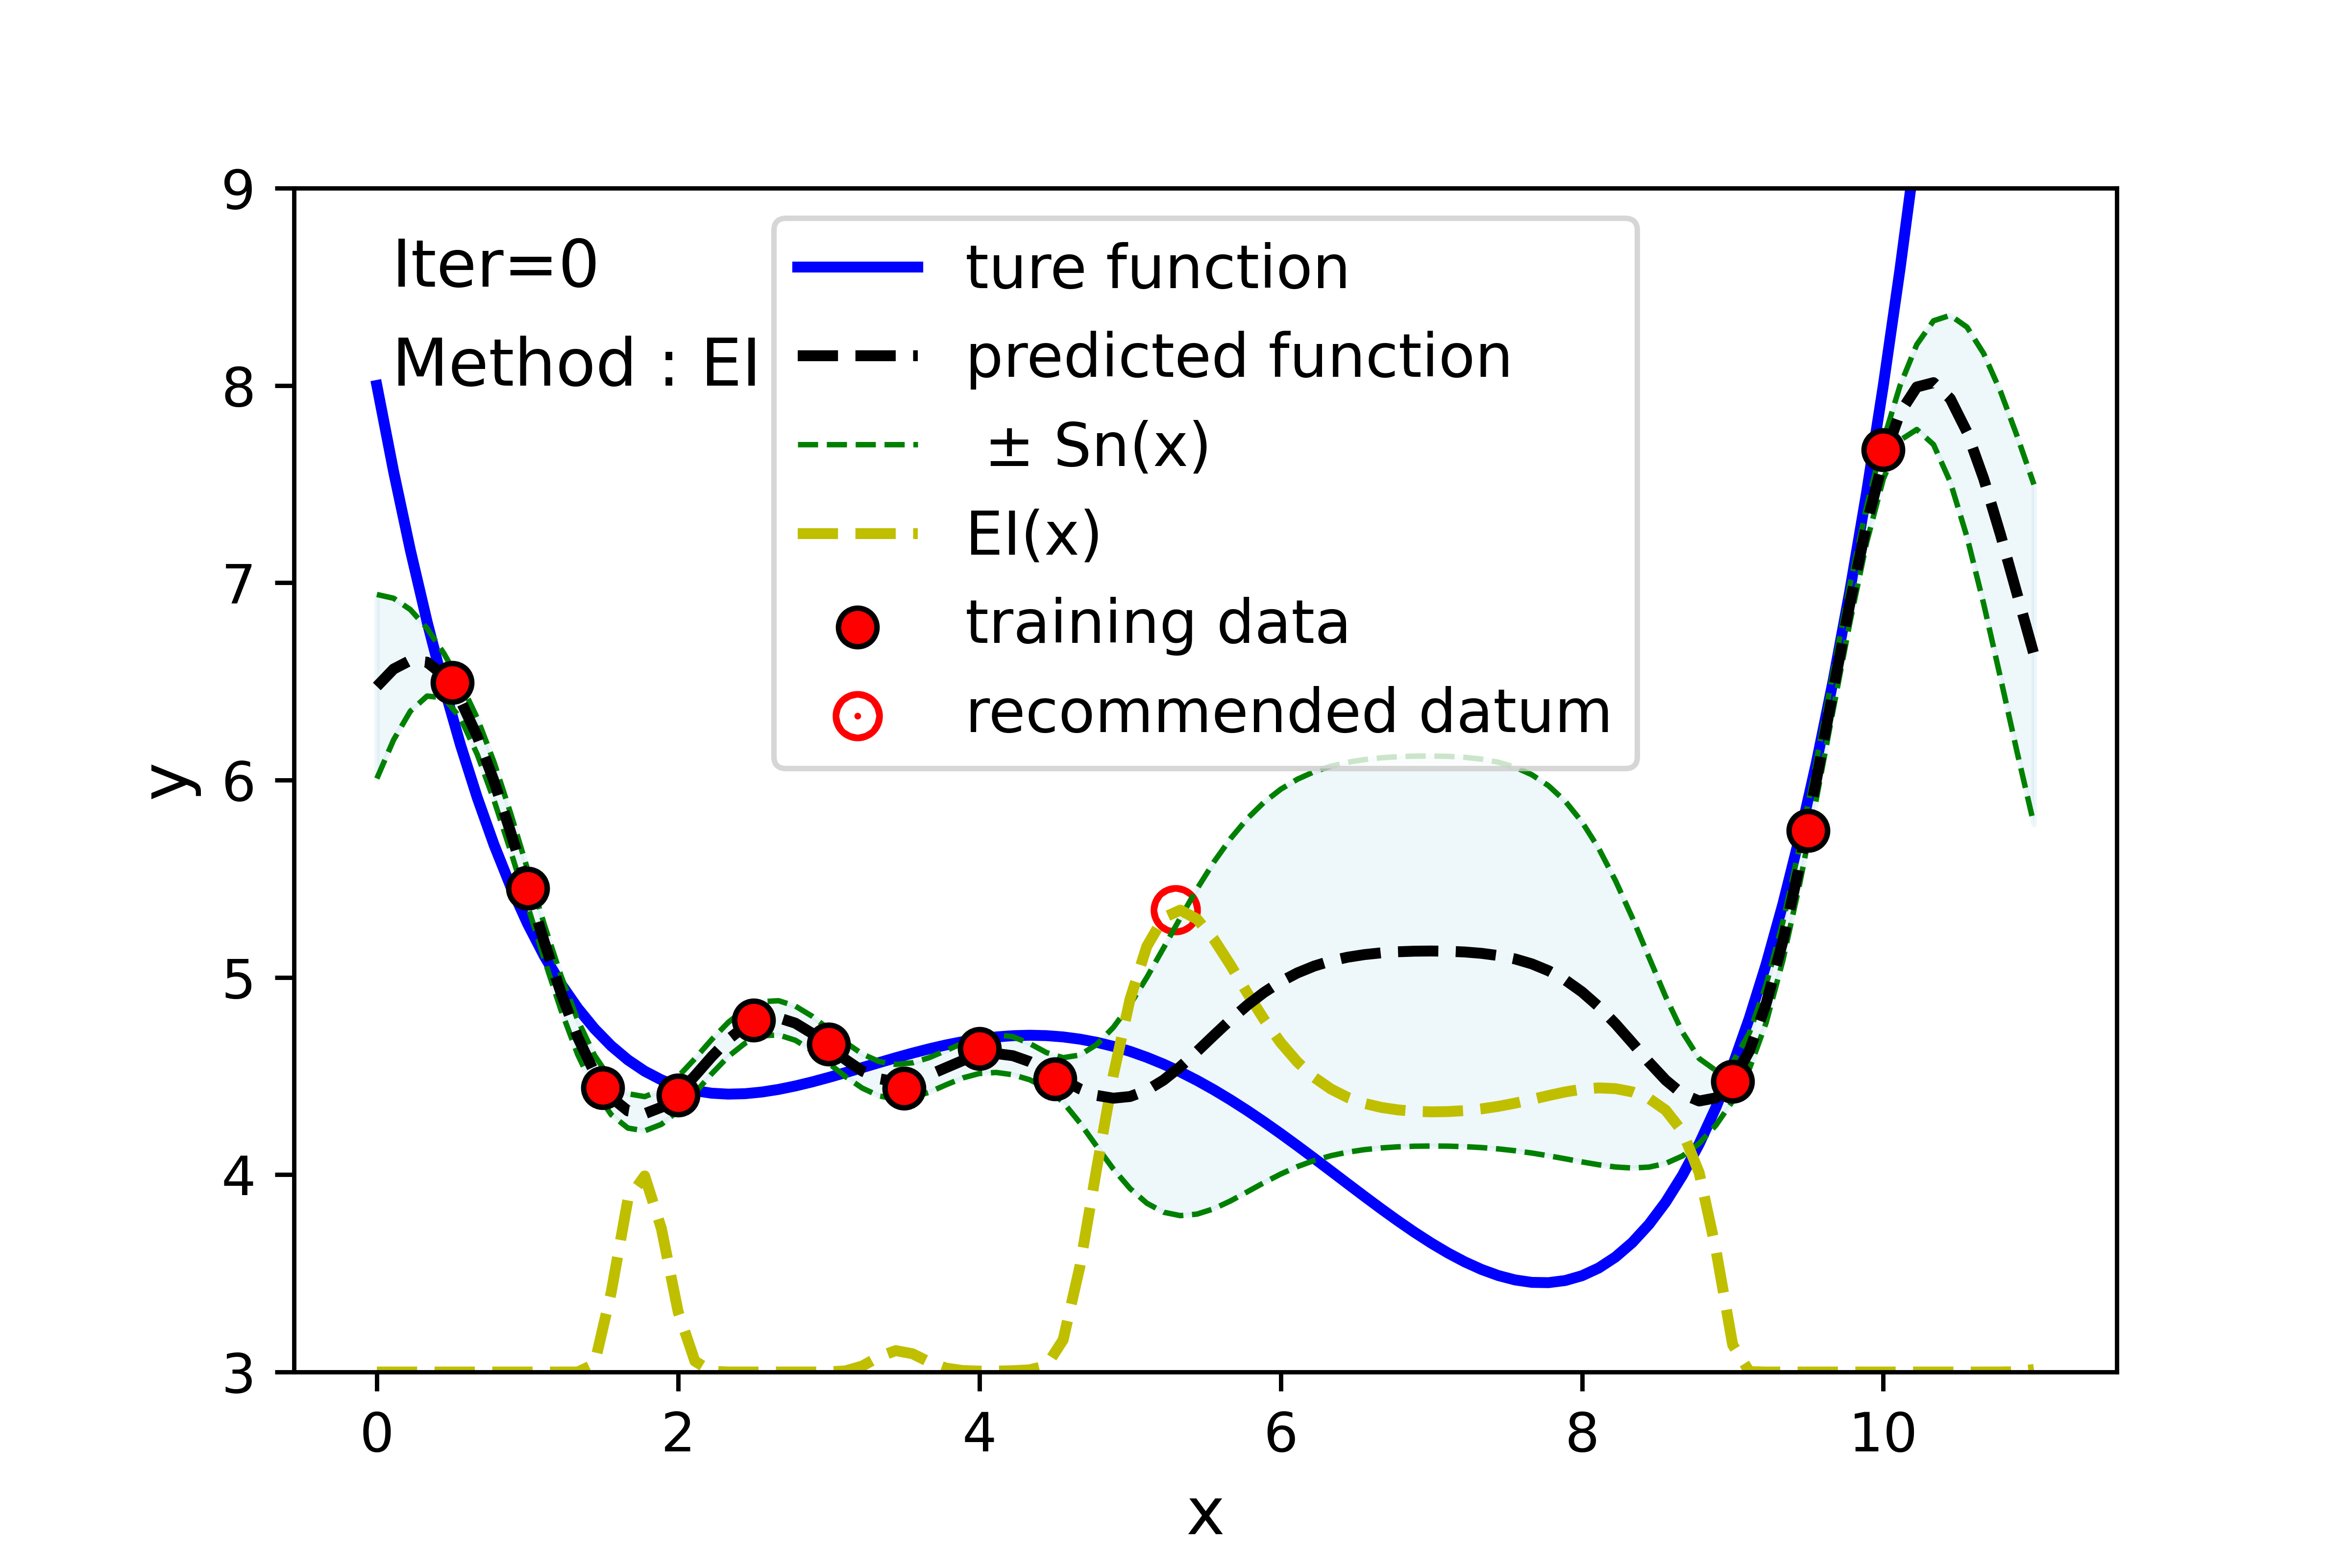 Iter=0
Method : EI
ture function
predicted function
± Sn(x)
EI(x)
training data
recommended datum
9
8
7
6
5
4
3
y
0 2 4 6 8 10
x